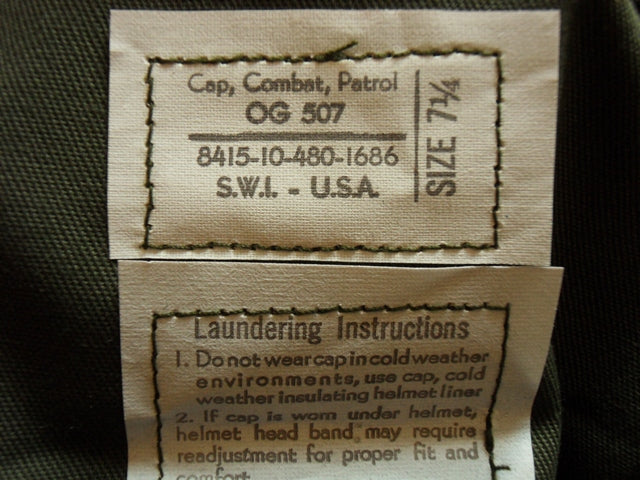 Cap, Combat, Patrol
OG 507
8415-10-480-1686
S.W.I. - U.S.A.
SIZE 7¼
Laundering Instructions
1. Do not wear cap in cold weather
environments, use cap, cold
weather insulating helmet liner
2. If cap is worn under helmet,
helmet head band may require
readjustment for proper fit and
comfort